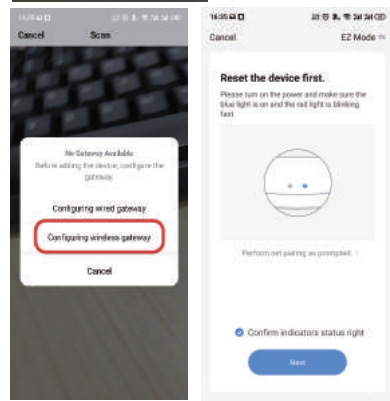 Cancel
Scan
No Gateway Available
Before adding the device, configure the
gateway.
Configuring wired gateway
Configuring wireless gateway
Cancel
16:35
Cancel
EZ Mode
Reset the device first.
Please turn on the power and make sure the
blue light is on and the red light is blinking
fast.
Perform net pairing as prompted.
Confirm indicators status right
Next